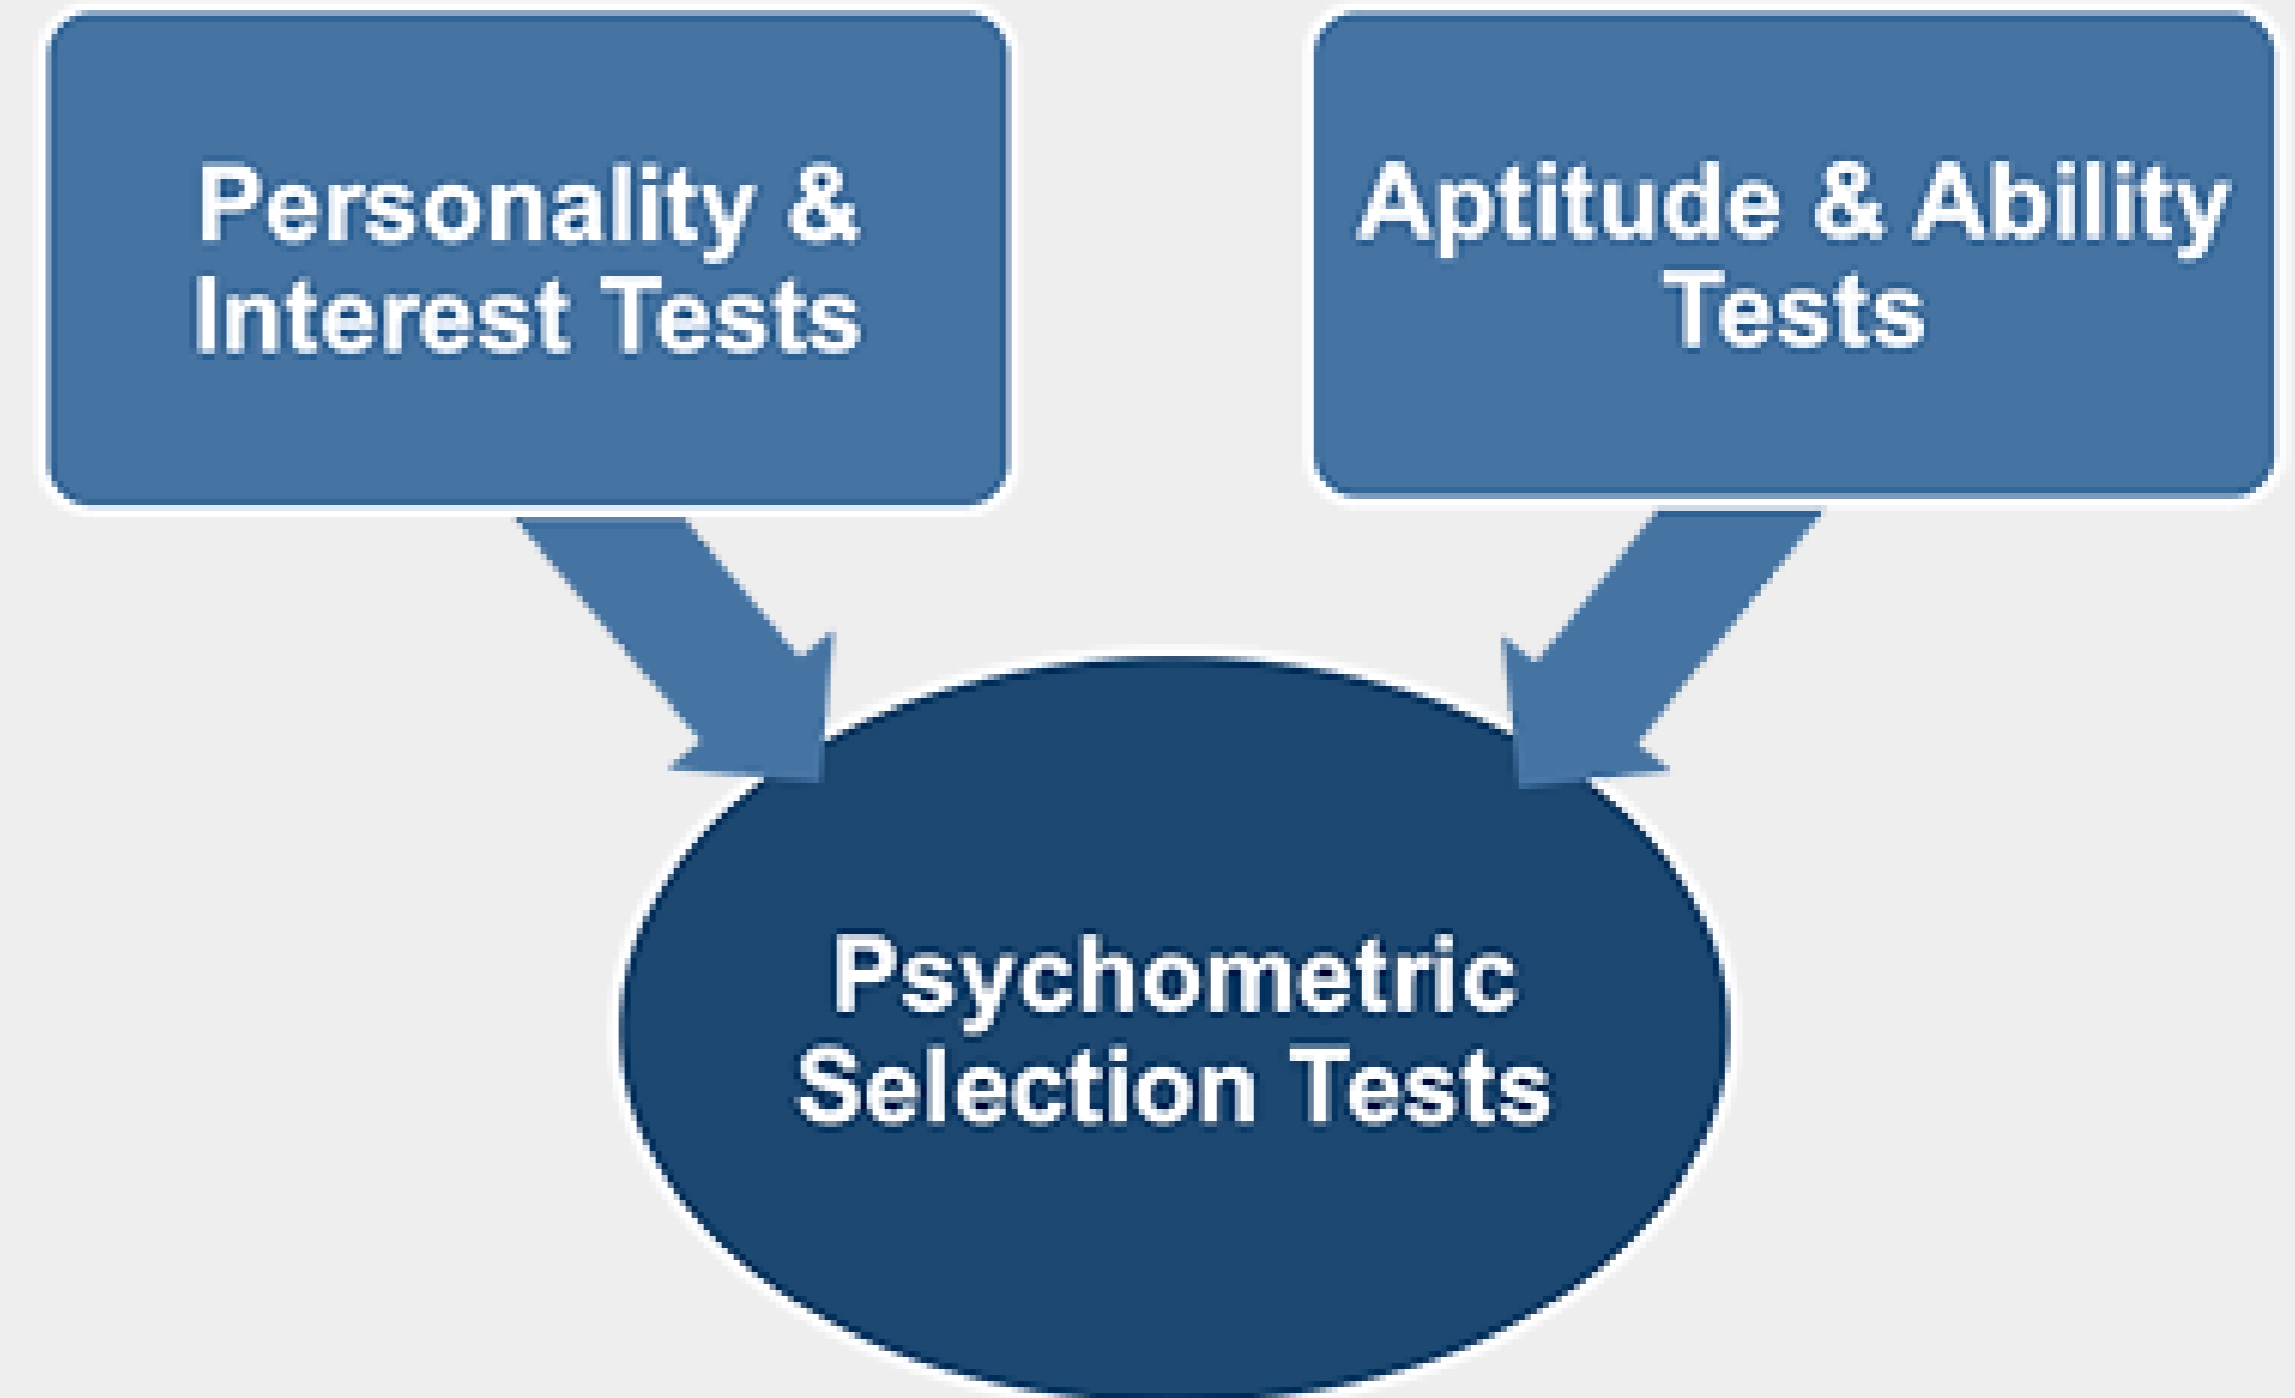 Personality &
Interest Tests
Aptitude & Ability
Tests
Psychometric
Selection Tests